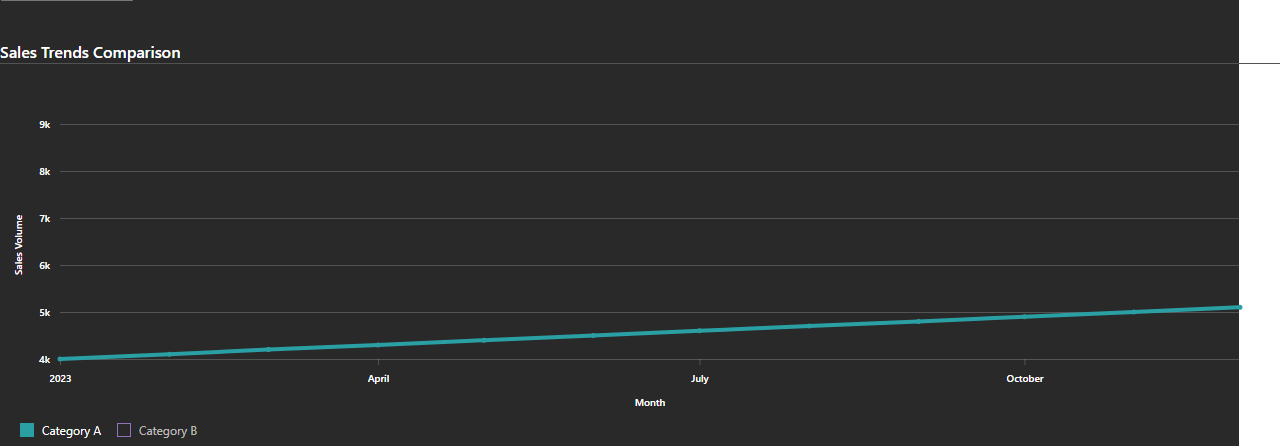 Sales Trends Comparison
9k
8k
7k
6k
5k
4k
Sales Volume
2023 April July October
Month
Category A Category B